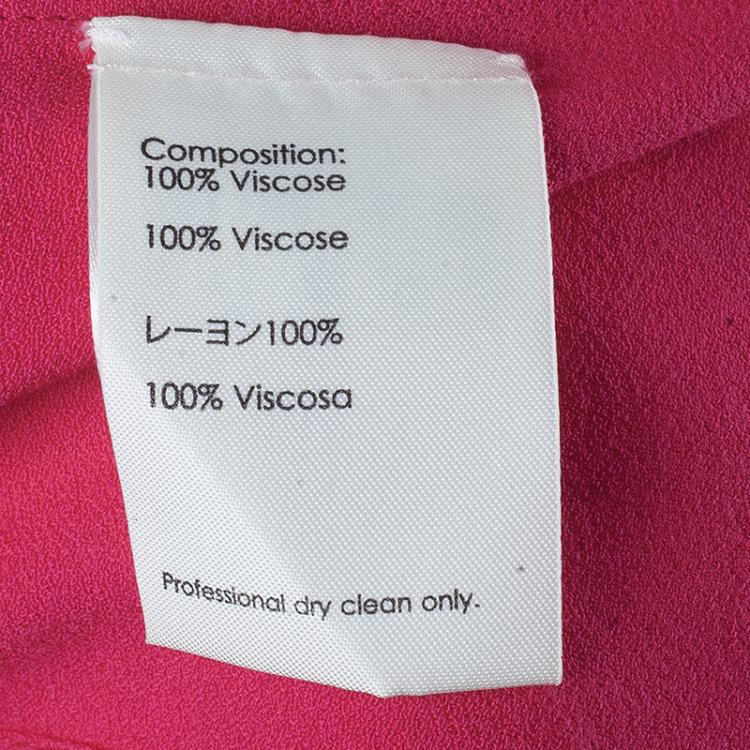 Composition:
100% Viscose
100% Viscose
レーヨン100%
100% Viscosa
Professional dry clean only.